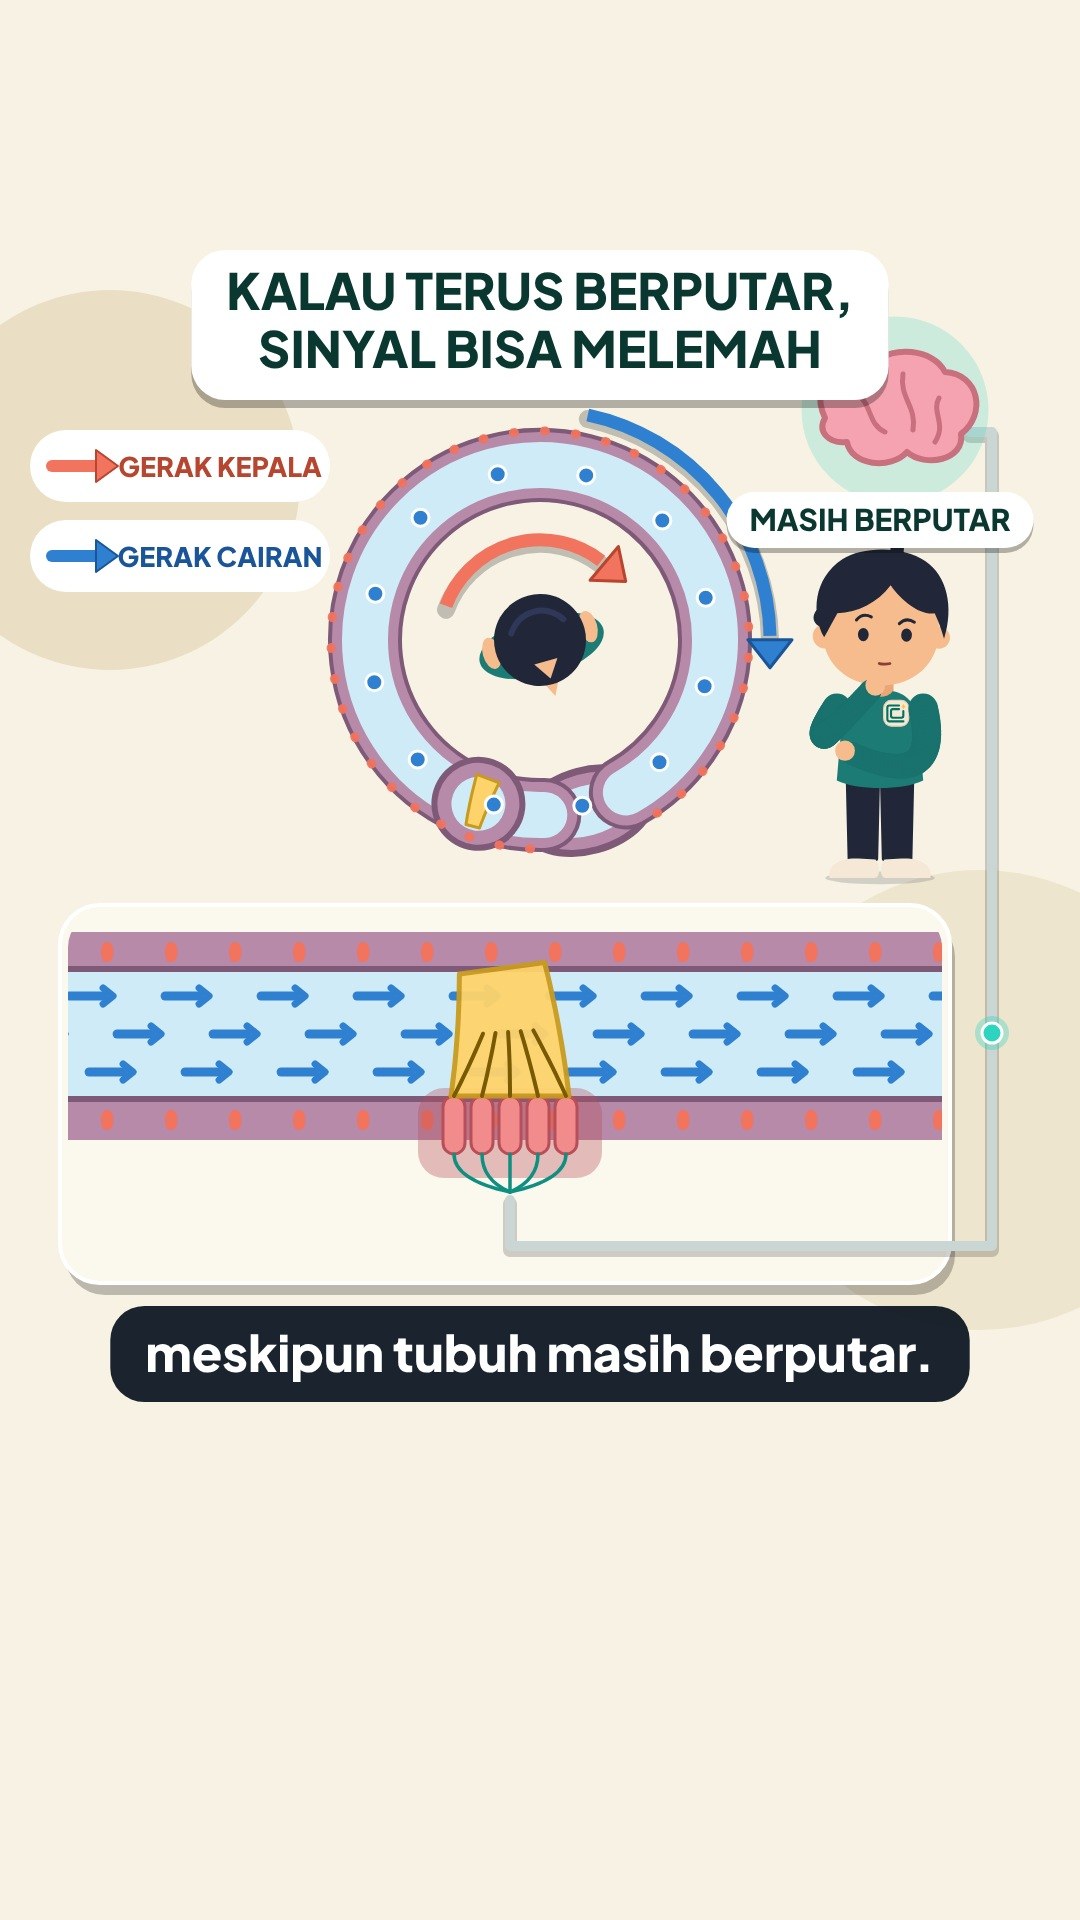 KALAU TERUS BERPUTAR,
SINYAL BISA MELEMAH
GERAK KEPALA
GERAK CAIRAN
MASIH BERPUTAR
meskipun tubuh masih berputar.